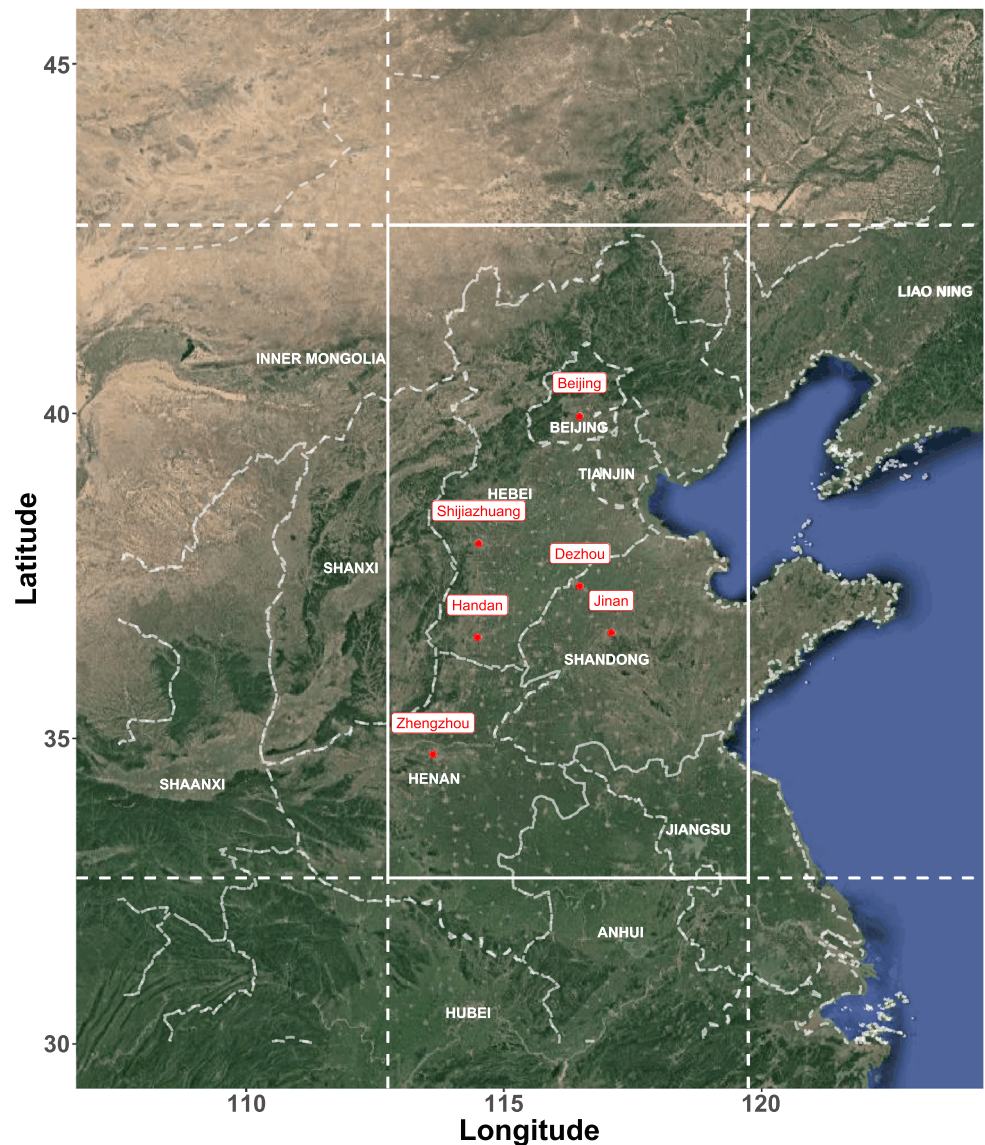 45
LIAO NING
INNER MONGOLIA
Beijing
40
BEIJING
TIANJIN
HEBEI
Shijiazhuang
Dezhou
SHANXI
Handan
Jinan
SHANDONG
Zhengzhou
35
HENAN
SHAANXI
JIANGSU
ANHUI
HUBEI
30
110
115
120
Latitude
Longitude